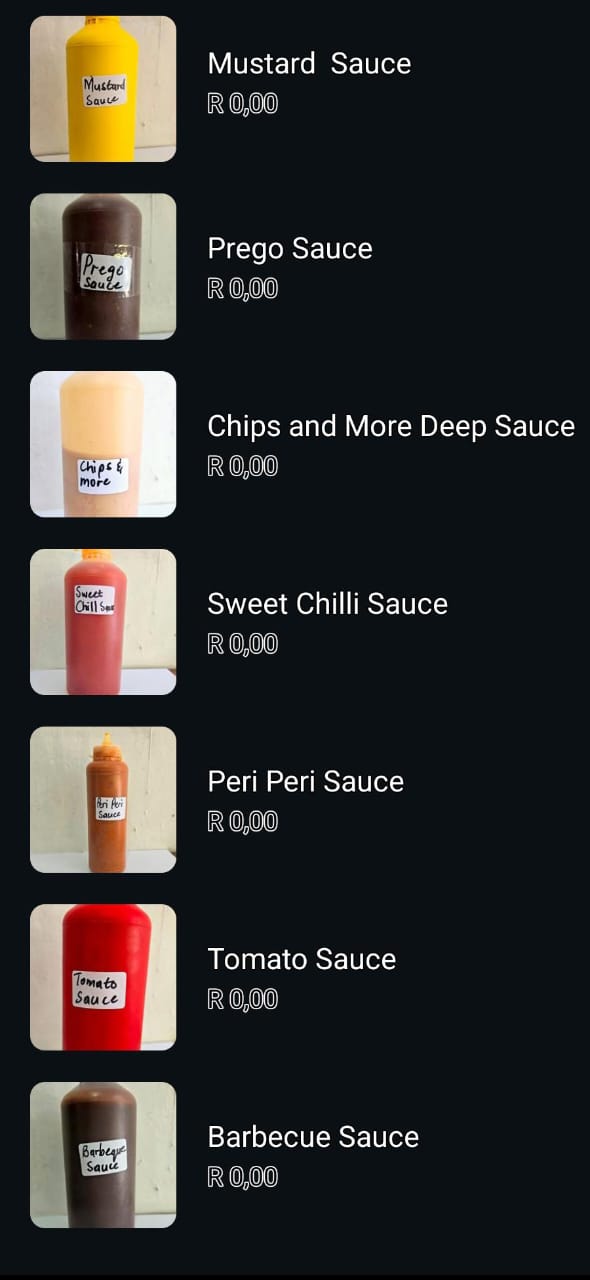 Mustard Sauce
Mustard  Sauce
R 0,00
Prego
Sauce
Prego Sauce
R 0,00
Chips &
more
Chips and More Deep Sauce
R 0,00
Sweet
Chill Sauce
Sweet Chilli Sauce
R 0,00
Peri Peri
Sauce
Peri Peri Sauce
R 0,00
Tomato
Sauce
Tomato Sauce
R 0,00
Barbeque
Sauce
Barbecue Sauce
R 0,00